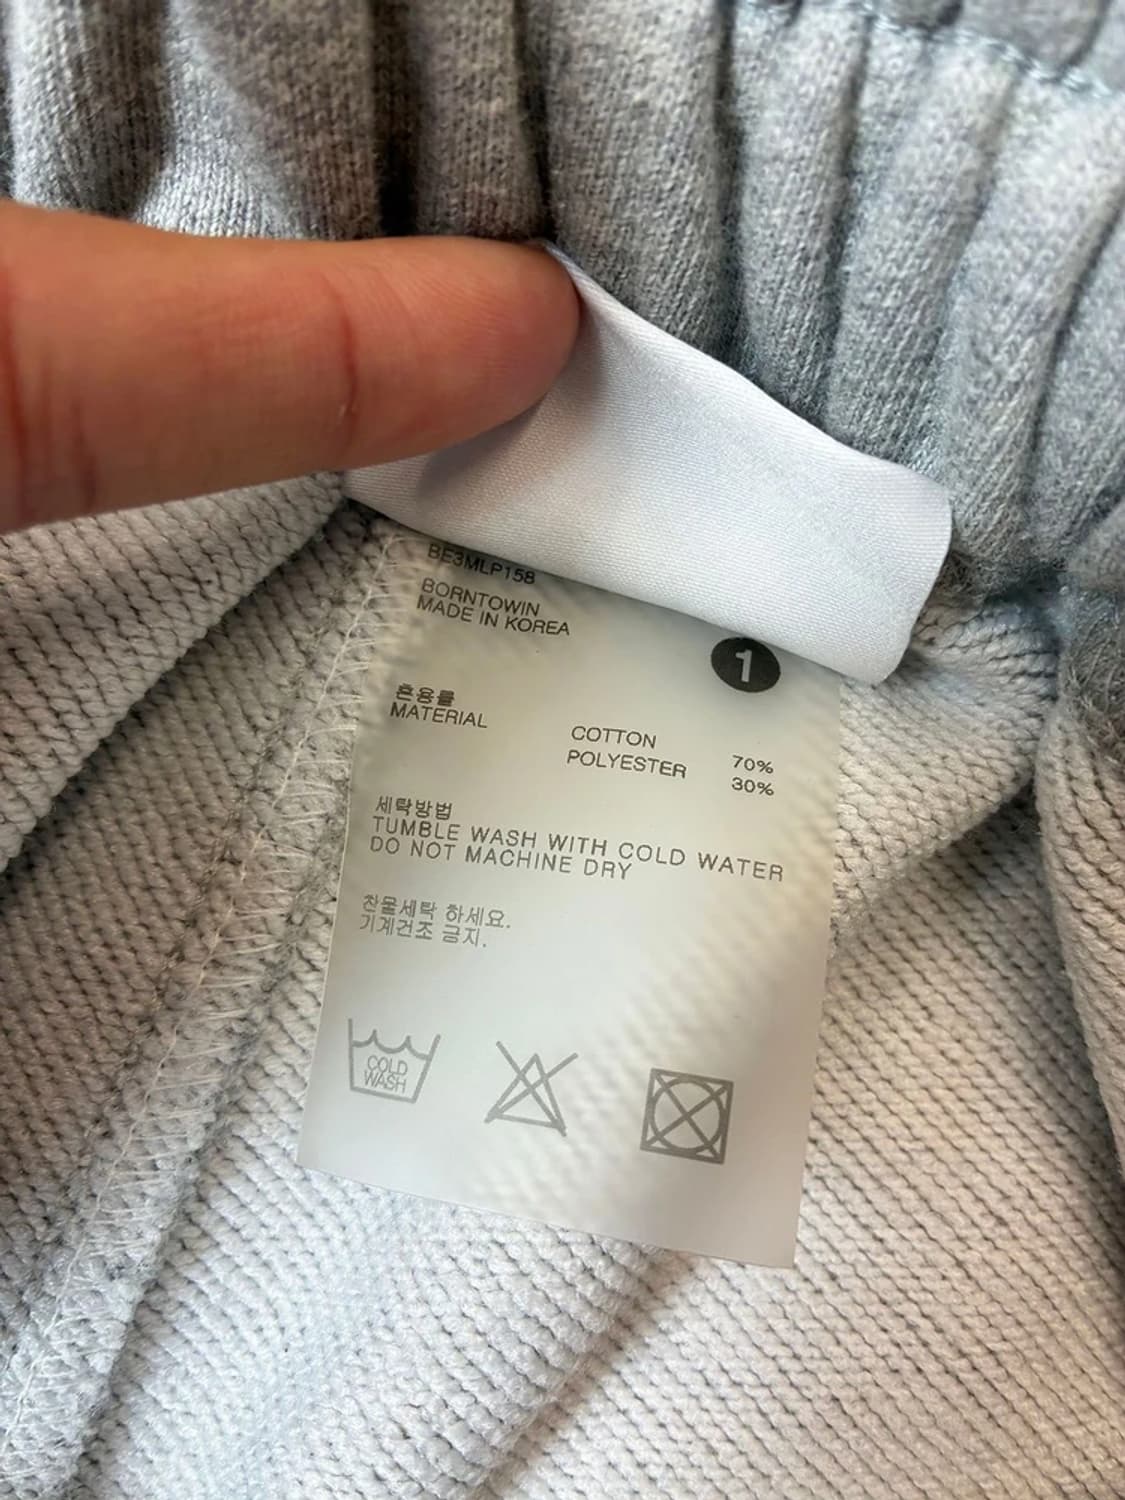 BE3MLP158
BORNTOWIN
MADE IN KOREA
1
혼용률
MATERIAL
COTTON 70%
POLYESTER 30%
세탁방법
TUMBLE WASH WITH COLD WATER
DO NOT MACHINE DRY
찬물세탁 하세요.
기계건조 금지.
COLD
WASH